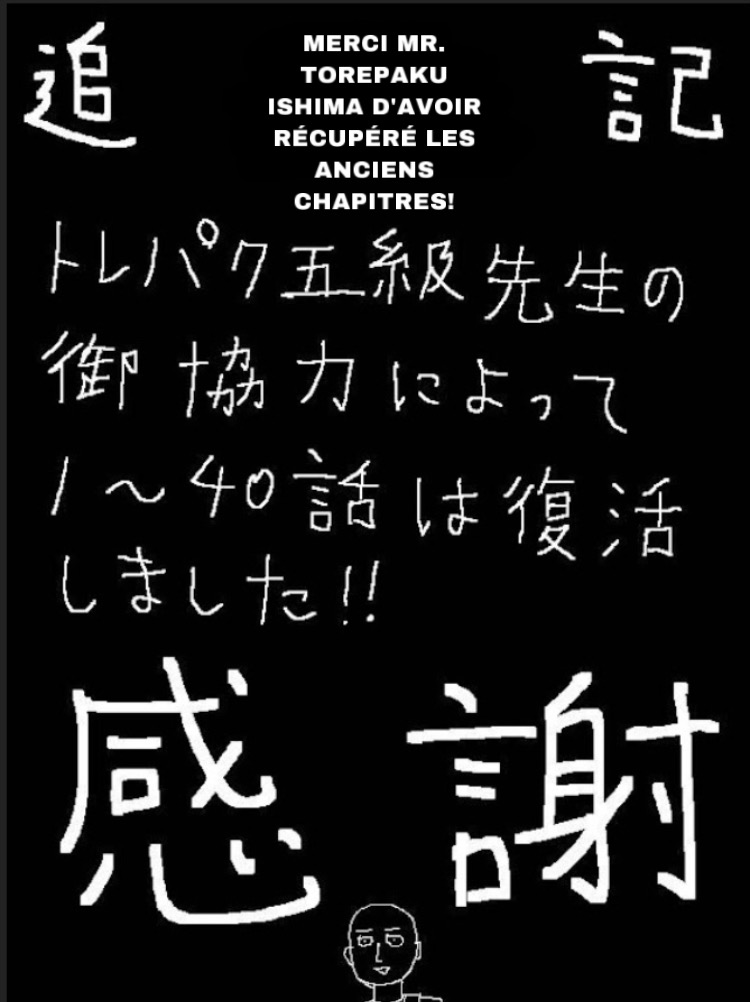 追記
MERCI MR.
TOREPAKU
ISHIMA D'AVOIR
RÉCUPÉRÉ LES
ANCIENS
CHAPITRES!
トレパク五級先生の
御協力によって
1〜40話は復活
しました!!
感謝